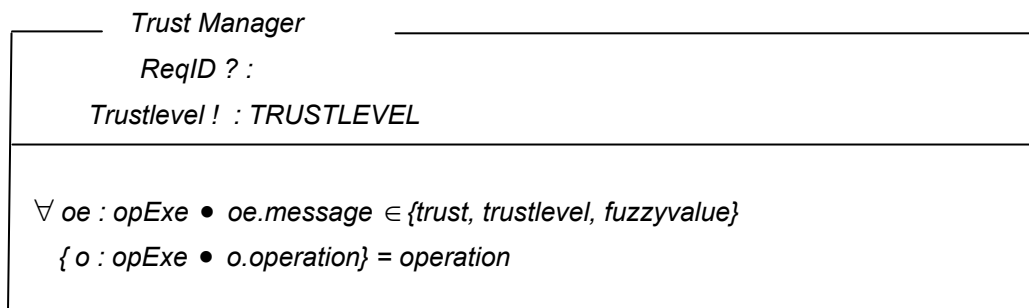 Trust Manager
ReqID ? :
Trustlevel ! : TRUSTLEVEL
∀ oe : opExe • oe.message ∈ {trust, trustlevel, fuzzyvalue}
{ o : opExe • o.operation} = operation